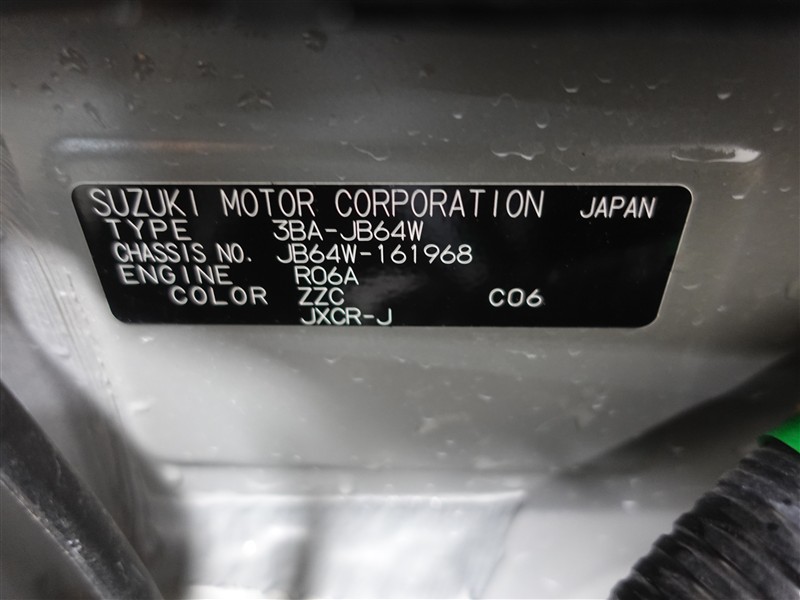 SUZUKI MOTOR CORPORATION JAPAN
TYPE 3BA-JB64W
CHASSIS NO. JB64W-161968
ENGINE R06A
COLOR ZZC C06
JXCR-J